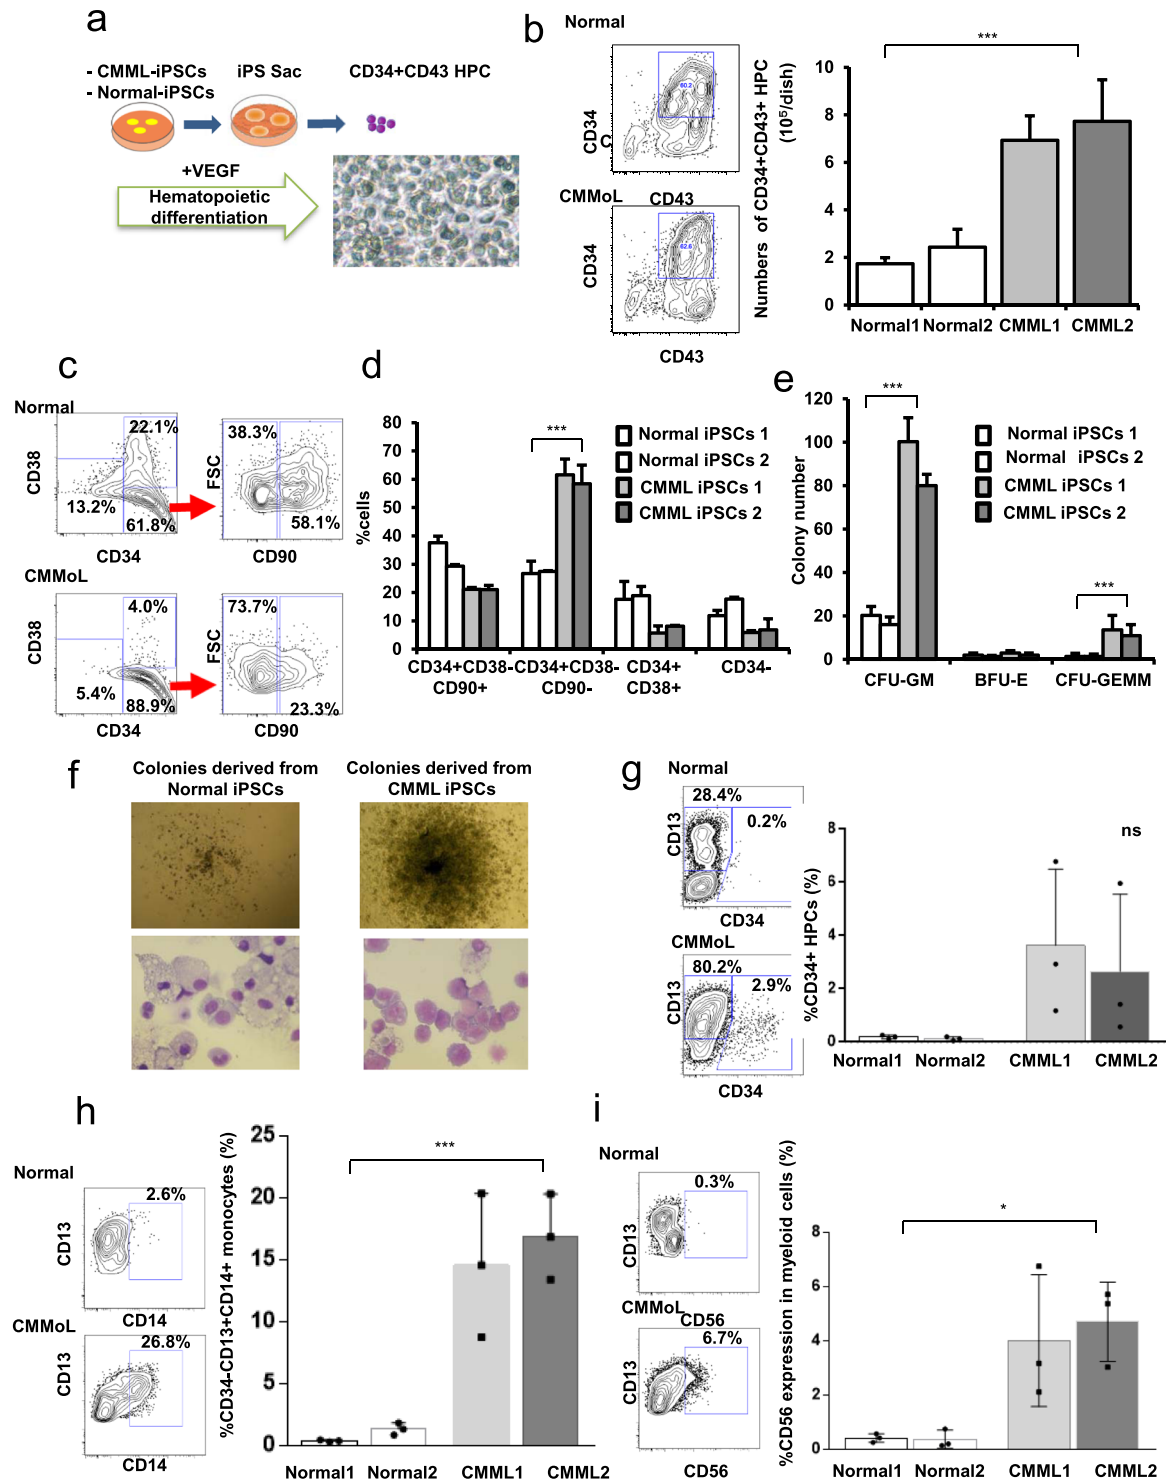 a
- CMML-iPSCs
- Normal-iPSCs
iPS Sac
CD34+CD43 HPC
+VEGF
Hematopoietic
differentiation
b
Normal
60.2
CD34
C
CMMoL
CD43
62.6
CD34
CD43
Numbers of CD34+CD43+ HPC
(10⁵/dish)
***
10
8
6
4
2
0
Normal1
Normal2
CMML1
CMML2
c
Normal
22.1%
13.2%
61.8%
CD38
CD34
38.3%
58.1%
FSC
CD90
CMMoL
4.0%
5.4%
88.9%
CD38
CD34
73.7%
23.3%
FSC
CD90
d
%cells
80
70
60
50
40
30
20
10
0
***
Normal iPSCs 1
Normal iPSCs 2
CMML iPSCs 1
CMML iPSCs 2
CD34+CD38-
CD90+
CD34+CD38-
CD90-
CD34+
CD38+
CD34-
e
Colony number
120
100
80
60
40
20
0
***
***
Normal iPSCs 1
Normal iPSCs 2
CMML iPSCs 1
CMML iPSCs 2
CFU-GM
BFU-E
CFU-GEMM
f
Colonies derived from
Normal iPSCs
Colonies derived from
CMML iPSCs
g
Normal
28.4%
0.2%
CD13
CD34
CMMoL
80.2%
2.9%
CD13
CD34
%CD34+ HPCs (%)
8
6
4
2
0
ns
Normal1
Normal2
CMML1
CMML2
h
Normal
2.6%
CD13
CD14
CMMoL
26.8%
CD13
CD14
%CD34-CD13+CD14+ monocytes (%)
25
20
15
10
5
0
***
Normal1
Normal2
CMML1
CMML2
i
Normal
0.3%
CD13
CMMoL
CD56
6.7%
CD13
CD56
%CD56 expression in myeloid cells (%)
8
6
4
2
0
*
Normal1
Normal2
CMML1
CMML2